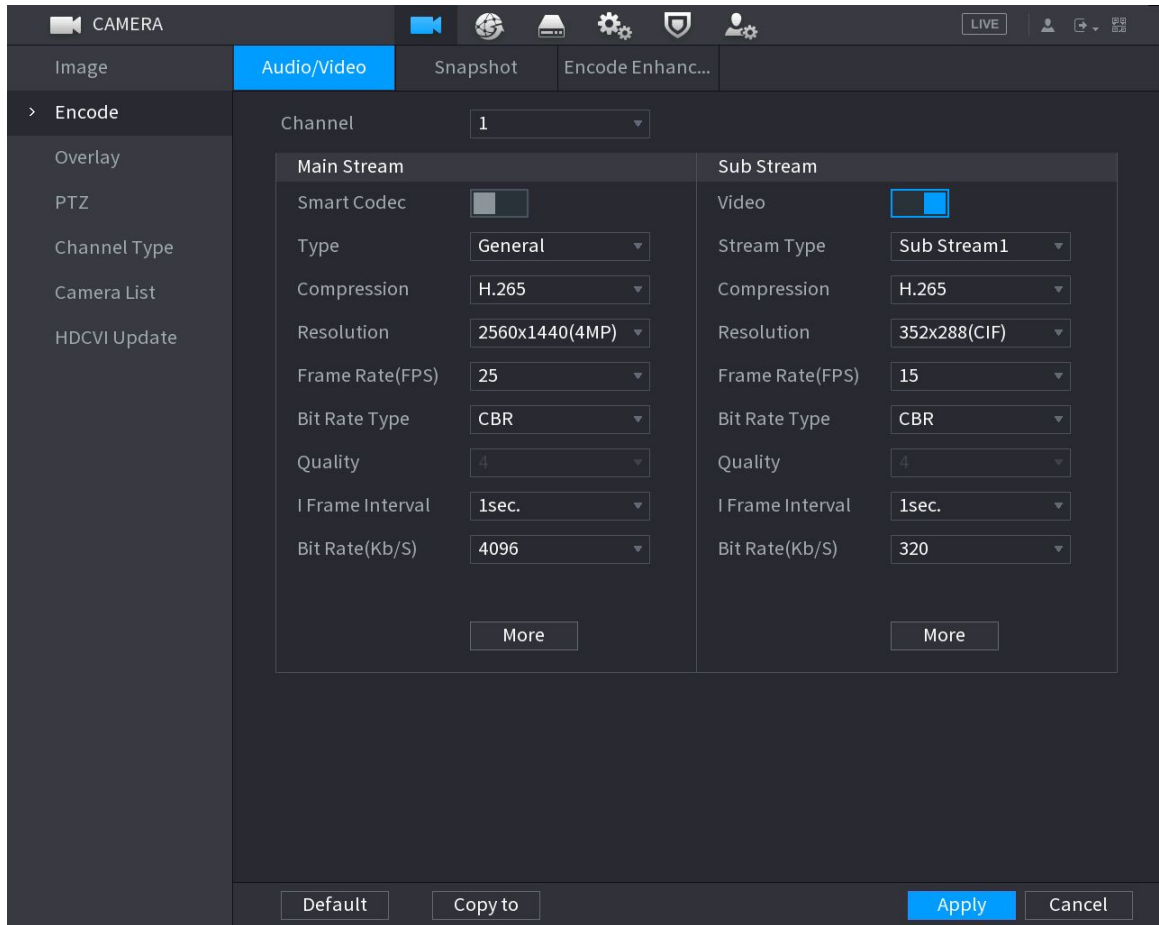 CAMERA
LIVE
Image
Audio/Video Snapshot Encode Enhanc...
Encode
Channel 1
Overlay
Main Stream Sub Stream
PTZ
Smart Codec Video
Channel Type
Type General Stream Type Sub Stream1
Camera List
Compression H.265 Compression H.265
HDCVI Update
Resolution 2560x1440(4MP) Resolution 352x288(CIF)
Frame Rate(FPS) 25 Frame Rate(FPS) 15
Bit Rate Type CBR Bit Rate Type CBR
Quality 4 Quality 4
I Frame Interval 1sec. I Frame Interval 1sec.
Bit Rate(Kb/S) 4096 Bit Rate(Kb/S) 320
More More
Default Copy to Apply Cancel